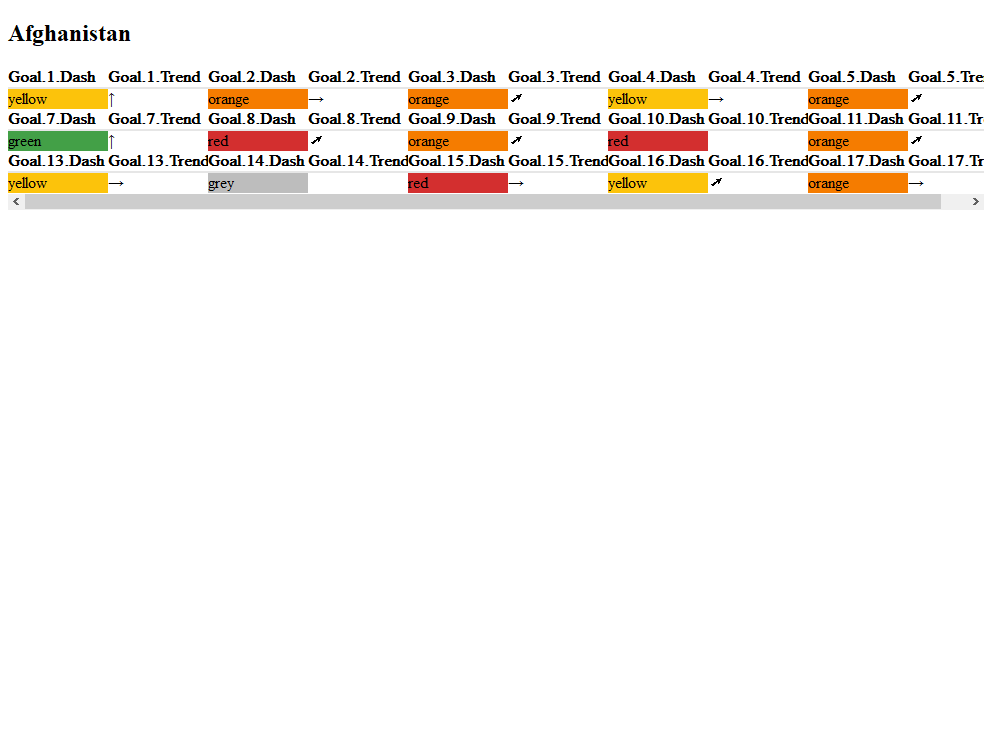 Afghanistan
Goal.1.Dash Goal.1.Trend Goal.2.Dash Goal.2.Trend Goal.3.Dash Goal.3.Trend Goal.4.Dash Goal.4.Trend Goal.5.Dash Goal.5.Tre
yellow ↑ orange → orange ➚ yellow → orange ➚
Goal.7.Dash Goal.7.Trend Goal.8.Dash Goal.8.Trend Goal.9.Dash Goal.9.Trend Goal.10.Dash Goal.10.Trend Goal.11.Dash Goal.11.Tr
green ↑ red ➚ orange ➚ red orange ➚
Goal.13.Dash Goal.13.Trend Goal.14.Dash Goal.14.Trend Goal.15.Dash Goal.15.Trend Goal.16.Dash Goal.16.Trend Goal.17.Dash Goal.17.T
yellow → grey red → yellow ➚ orange →